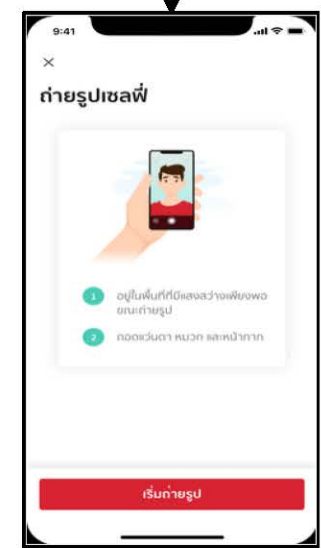 9:41
ถ่ายรูปเซลฟี่
1 อยู่ในพื้นที่ที่มีแสงสว่างเพียงพอ
ขณะถ่ายรูป
2 ถอดแว่นตา หมวก และหน้ากาก
เริ่มถ่ายรูป